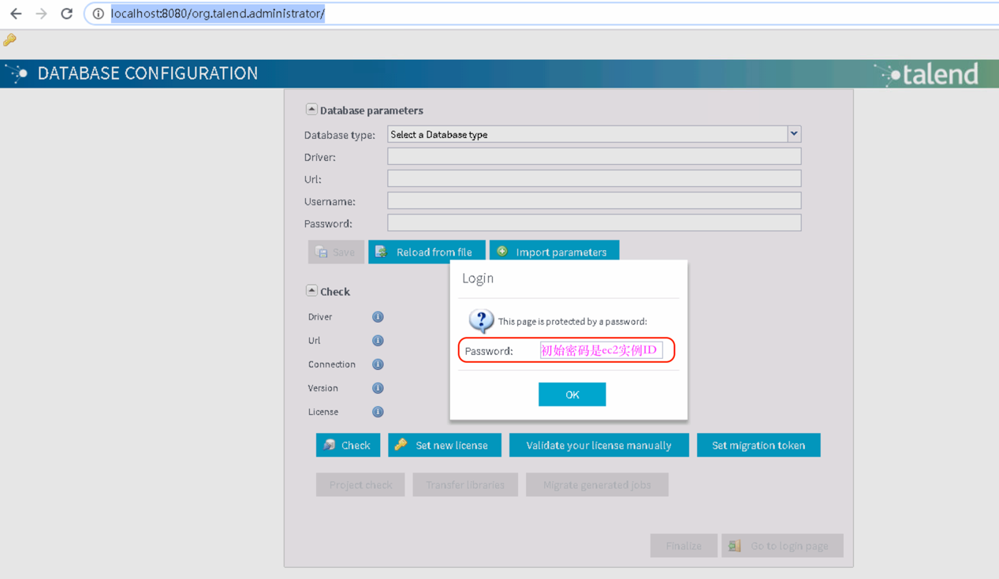 localhost:8080/org.talend.administrator/
DATABASE CONFIGURATION
talend
Database parameters
Database type: Select a Database type
Driver:
Url:
Username:
Password:
Save Reload from file Import parameters
Login
This page is protected by a password:
Password: 初始密码是ec2实例ID
OK
Check
Driver
Url
Connection
Version
License
Check Set new license Validate your license manually Set migration token
Project check Transfer libraries Migrate generated jobs
Finalize Go to login page